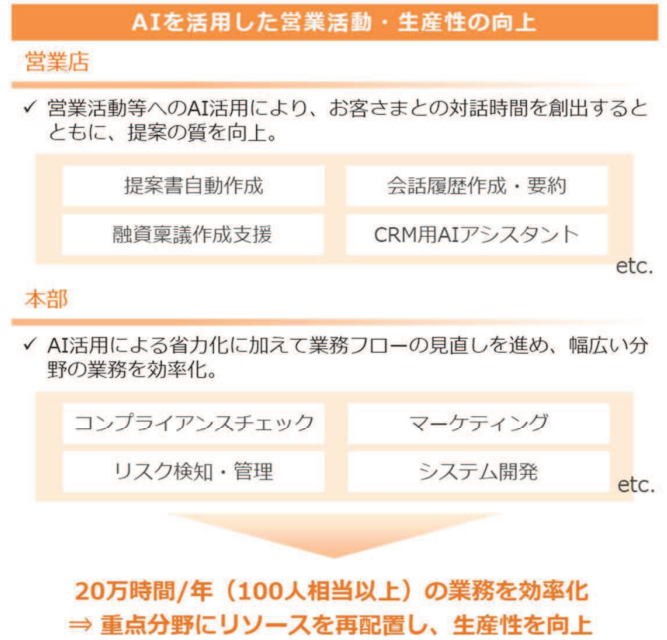 AIを活用した営業活動・生産性の向上
営業店
✓ 営業活動等へのAI活用により、お客さまとの対話時間を創出すると
ともに、提案の質を向上。
提案書自動作成
会話履歴作成・要約
融資稟議作成支援
CRM用AIアシスタント
etc.
本部
✓ AI活用による省力化に加えて業務フローの見直しを進め、幅広い分
野の業務を効率化。
コンプライアンスチェック
マーケティング
リスク検知・管理
システム開発
etc.
20万時間/年（100人相当以上）の業務を効率化
⇒ 重点分野にリソースを再配置し、生産性を向上